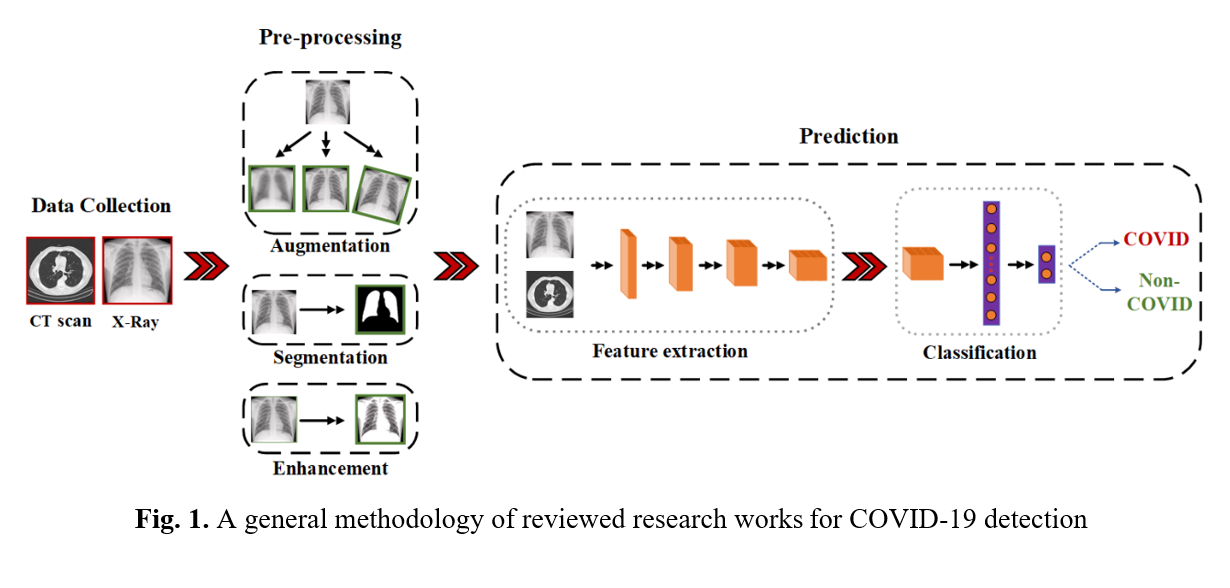 Pre-processing
Augmentation
Segmentation
Enhancement
Data Collection
CT scan
X-Ray
Prediction
Feature extraction
Classification
COVID
Non-
COVID
Fig. 1. A general methodology of reviewed research works for COVID-19 detection